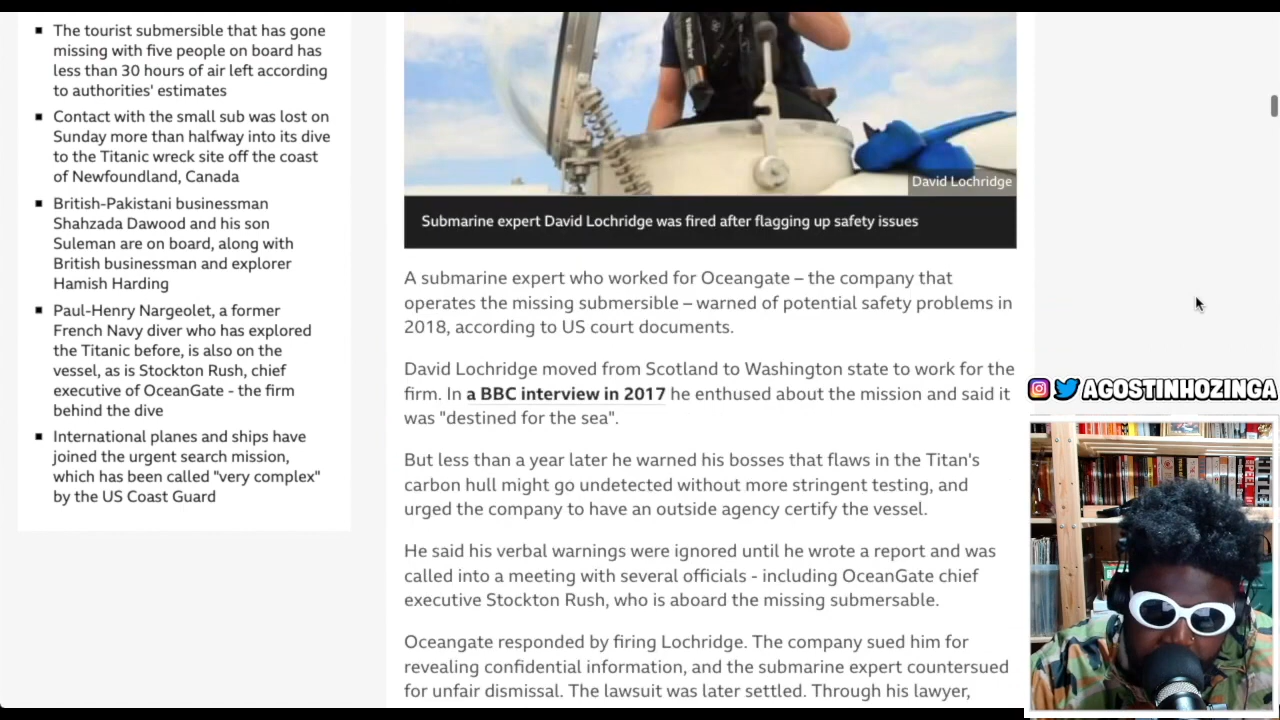 The tourist submersible that has gone
missing with five people on board has
less than 30 hours of air left according
to authorities' estimates
Contact with the small sub was lost on
Sunday more than halfway into its dive
to the Titanic wreck site off the coast
of Newfoundland, Canada
British-Pakistani businessman
Shahzada Dawood and his son
Suleman are on board, along with
British businessman and explorer
Hamish Harding
Paul-Henry Nargeolet, a former
French Navy diver who has explored
the Titanic before, is also on the
vessel, as is Stockton Rush, chief
executive of OceanGate - the firm
behind the dive
International planes and ships have
joined the urgent search mission,
which has been called "very complex"
by the US Coast Guard
David Lochridge
Submarine expert David Lochridge was fired after flagging up safety issues
A submarine expert who worked for Oceangate – the company that
operates the missing submersible – warned of potential safety problems in
2018, according to US court documents.
David Lochridge moved from Scotland to Washington state to work for the
firm. In a BBC interview in 2017 he enthused about the mission and said it
was "destined for the sea".
But less than a year later he warned his bosses that flaws in the Titan's
carbon hull might go undetected without more stringent testing, and
urged the company to have an outside agency certify the vessel.
He said his verbal warnings were ignored until he wrote a report and was
called into a meeting with several officials - including OceanGate chief
executive Stockton Rush, who is aboard the missing submersable.
Oceangate responded by firing Lochridge. The company sued him for
revealing confidential information, and the submarine expert countersued
for unfair dismissal. The lawsuit was later settled. Through his lawyer,
AGOSTINHOZINGA